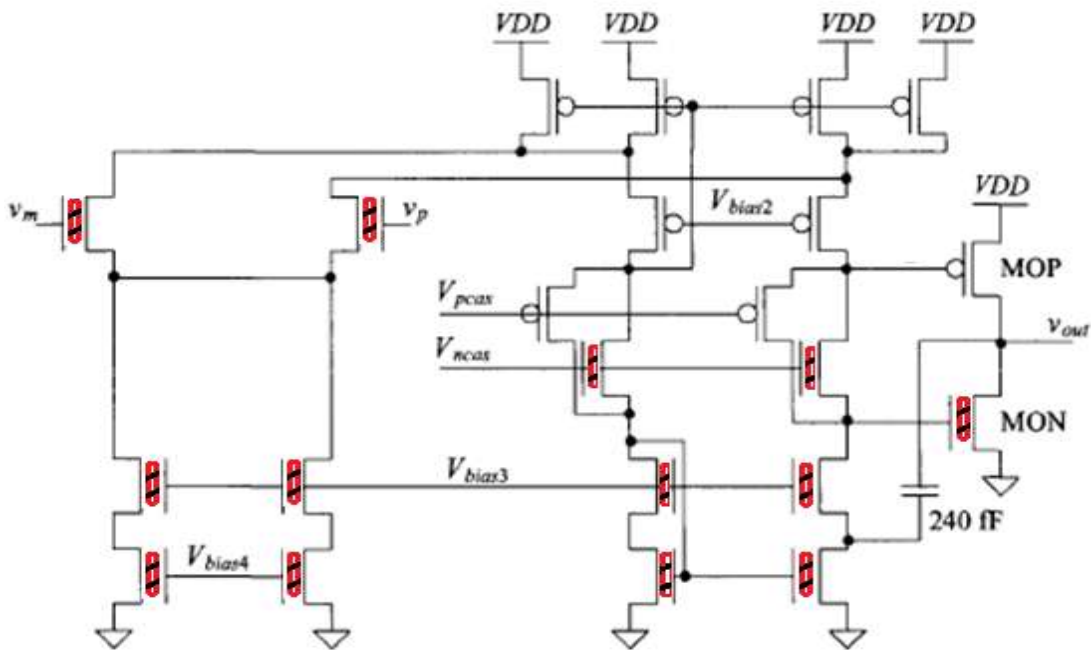 VDD
VDD
VDD
VDD
v_m
v_p
V_bias2
VDD
MOP
V_pcas
v_out
V_ncas
MON
V_bias3
240 fF
V_bias4